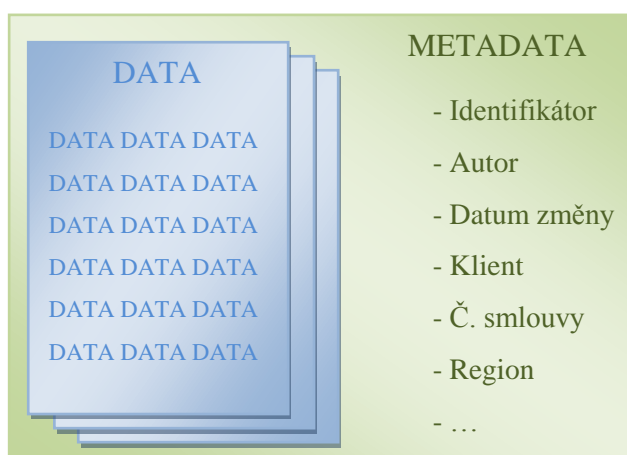 DATA
DATA DATA DATA
DATA DATA DATA
DATA DATA DATA
DATA DATA DATA
DATA DATA DATA
DATA DATA DATA
METADATA
- Identifikátor
- Autor
- Datum změny
- Klient
- Č. smlouvy
- Region
- …